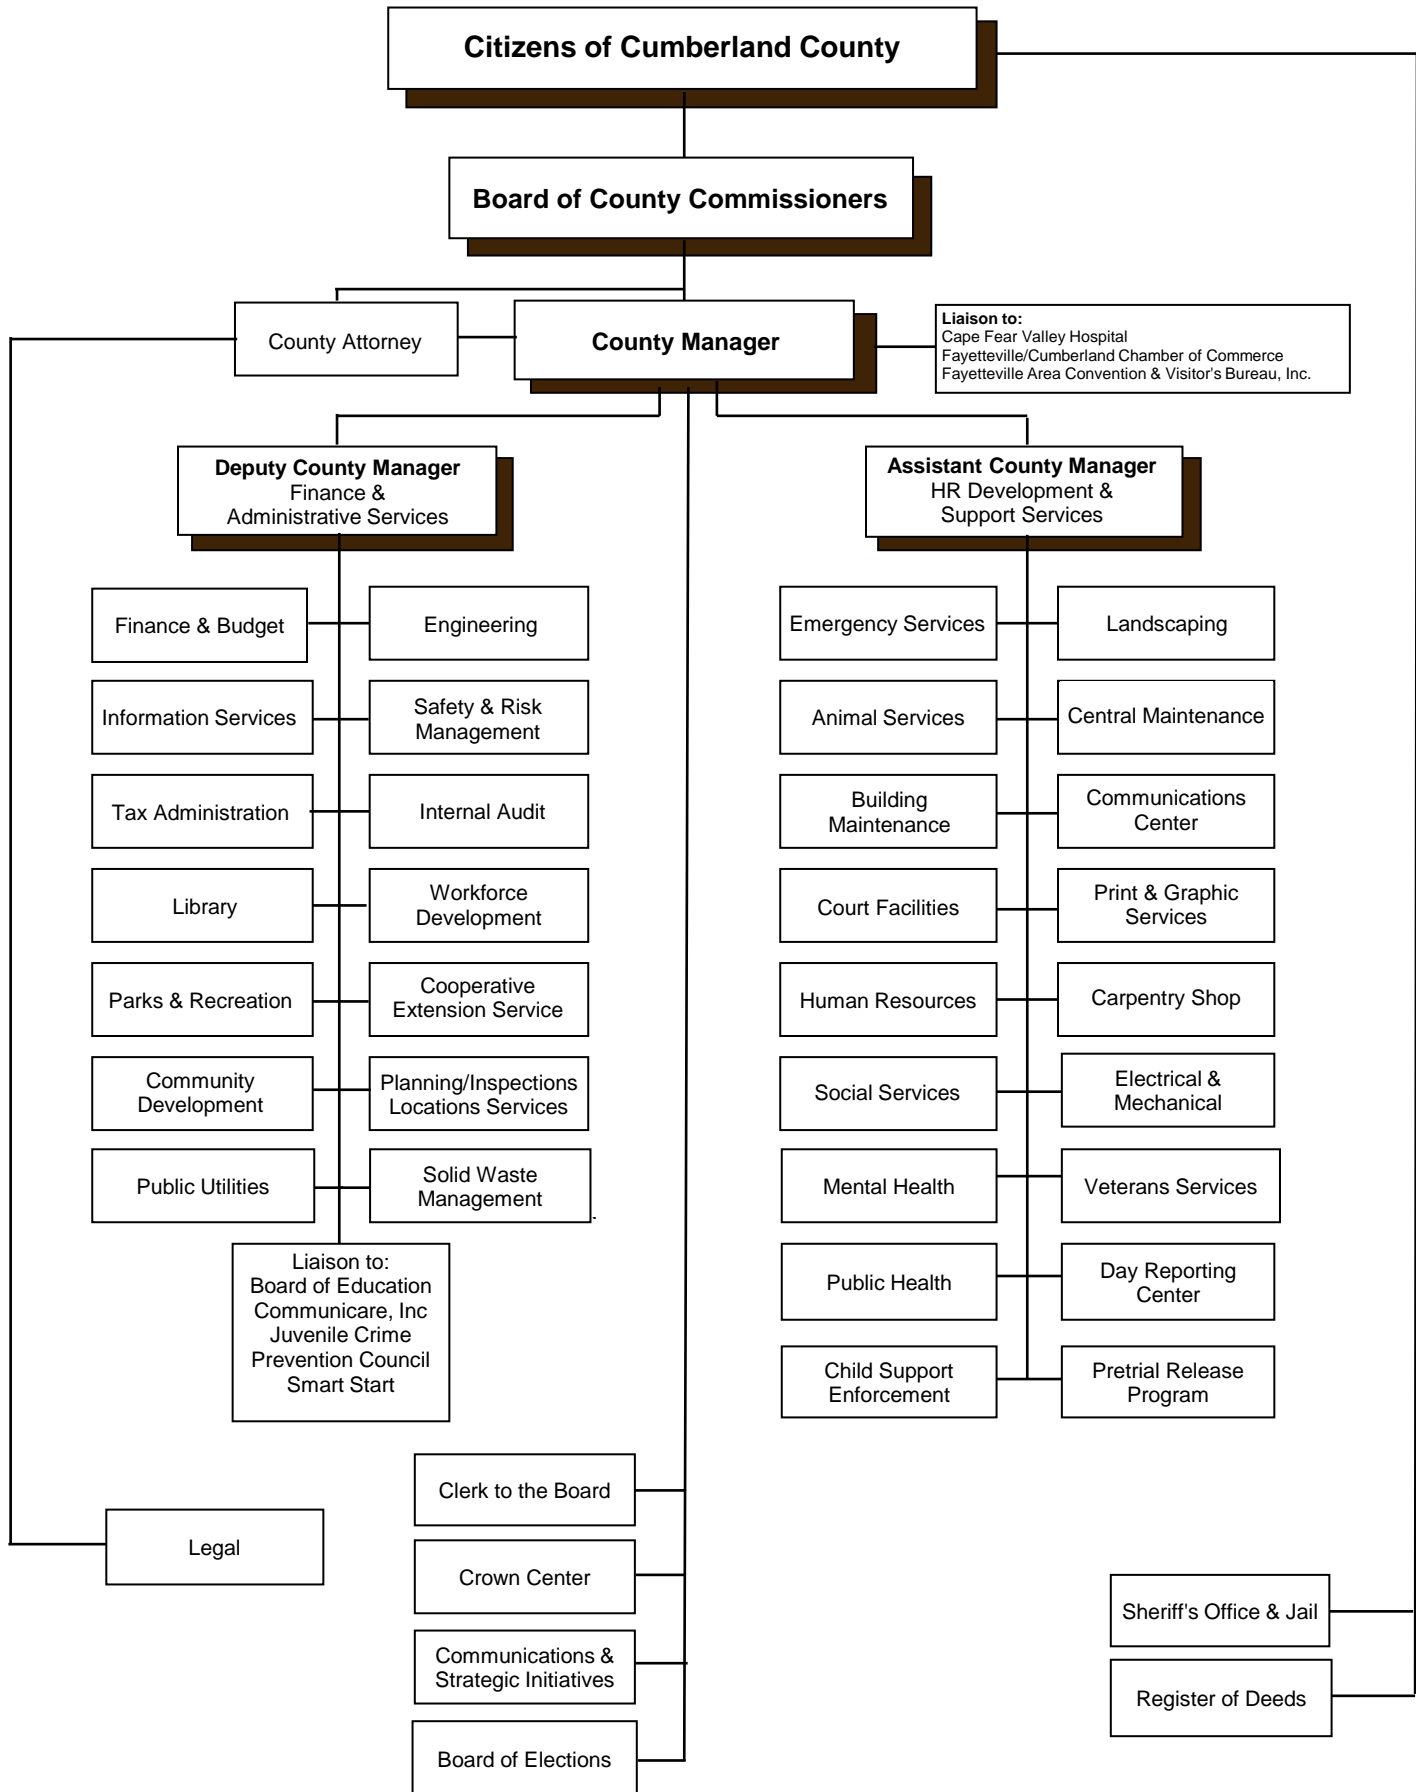 Citizens of Cumberland County
Board of County Commissioners
County Attorney
County Manager
Liaison to:
Cape Fear Valley Hospital
Fayetteville/Cumberland Chamber of Commerce
Fayetteville Area Convention & Visitor's Bureau, Inc.
Deputy County Manager
Finance &
Administrative Services
Assistant County Manager
HR Development &
Support Services
Finance & Budget
Engineering
Information Services
Safety & Risk
Management
Tax Administration
Internal Audit
Library
Workforce
Development
Parks & Recreation
Cooperative
Extension Service
Community
Development
Planning/Inspections
Locations Services
Public Utilities
Solid Waste
Management
Liaison to:
Board of Education
Communicare, Inc
Juvenile Crime
Prevention Council
Smart Start
Emergency Services
Landscaping
Animal Services
Central Maintenance
Building
Maintenance
Communications
Center
Court Facilities
Print & Graphic
Services
Human Resources
Carpentry Shop
Social Services
Electrical &
Mechanical
Mental Health
Veterans Services
Public Health
Day Reporting
Center
Child Support
Enforcement
Pretrial Release
Program
Clerk to the Board
Legal
Crown Center
Communications &
Strategic Initiatives
Board of Elections
Sheriff's Office & Jail
Register of Deeds